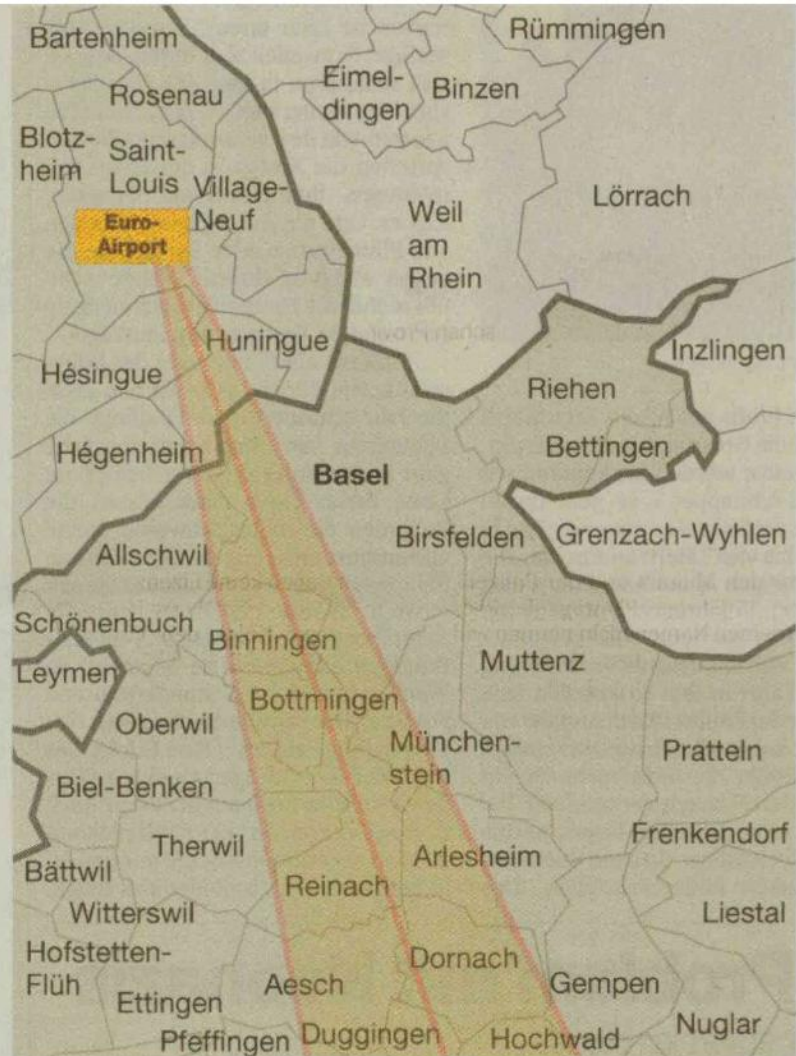 Bartenheim
Rümmingen
Eimel-
dingen
Binzen
Rosenau
Blotz-
heim
Saint-
Louis
Village-
Neuf
Lörrach
Euro-
Airport
Weil
am
Rhein
Huningue
Inzlingen
Hésingue
Riehen
Bettingen
Hégenheim
Basel
Birsfelden
Grenzach-Wyhlen
Allschwil
Schönenbuch
Binningen
Leymen
Muttenz
Bottmingen
Oberwil
München-
stein
Pratteln
Biel-Benken
Therwil
Frenkendorf
Arlesheim
Bättwil
Reinach
Witterswil
Liestal
Hofstetten-
Flüh
Dornach
Aesch
Gempen
Ettingen
Nuglar
Pfeffingen
Duggingen
Hochwald